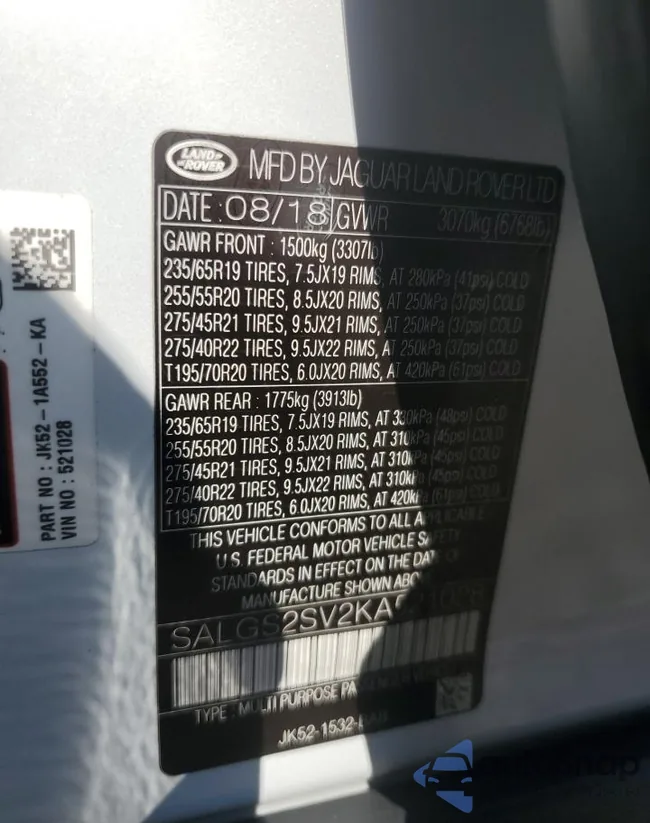 PART NO : JK52-1A552-KA
VIN NO : 521028
LAND ROVER
MFD BY JAGUAR LAND ROVER LTD
DATE : 08/18 GVWR 3070kg (6768lb)
GAWR FRONT : 1500kg (3307lb)
235/65R19 TIRES, 7.5JX19 RIMS, AT 280kPa (41psi) COLD
255/55R20 TIRES, 8.5JX20 RIMS, AT 250kPa (37psi) COLD
275/45R21 TIRES, 9.5JX21 RIMS, AT 250kPa (37psi) COLD
275/40R22 TIRES, 9.5JX22 RIMS, AT 250kPa (37psi) COLD
T195/70R20 TIRES, 6.0JX20 RIMS, AT 420kPa (61psi) COLD
GAWR REAR : 1775kg (3913lb)
235/65R19 TIRES, 7.5JX19 RIMS, AT 330kPa (48psi) COLD
255/55R20 TIRES, 8.5JX20 RIMS, AT 310kPa (45psi) COLD
275/45R21 TIRES, 9.5JX21 RIMS, AT 310kPa (45psi) COLD
275/40R22 TIRES, 9.5JX22 RIMS, AT 310kPa (45psi) COLD
T195/70R20 TIRES, 6.0JX20 RIMS, AT 420kPa (61psi) COLD
THIS VEHICLE CONFORMS TO ALL APPLICABLE
U.S. FEDERAL MOTOR VEHICLE SAFETY
STANDARDS IN EFFECT ON THE DATE OF
MANUFACTURE SHOWN ABOVE
SALGS2SV2KA521028
TYPE : MULTI PURPOSE PASSENGER VEHICLE
JK52-1532-